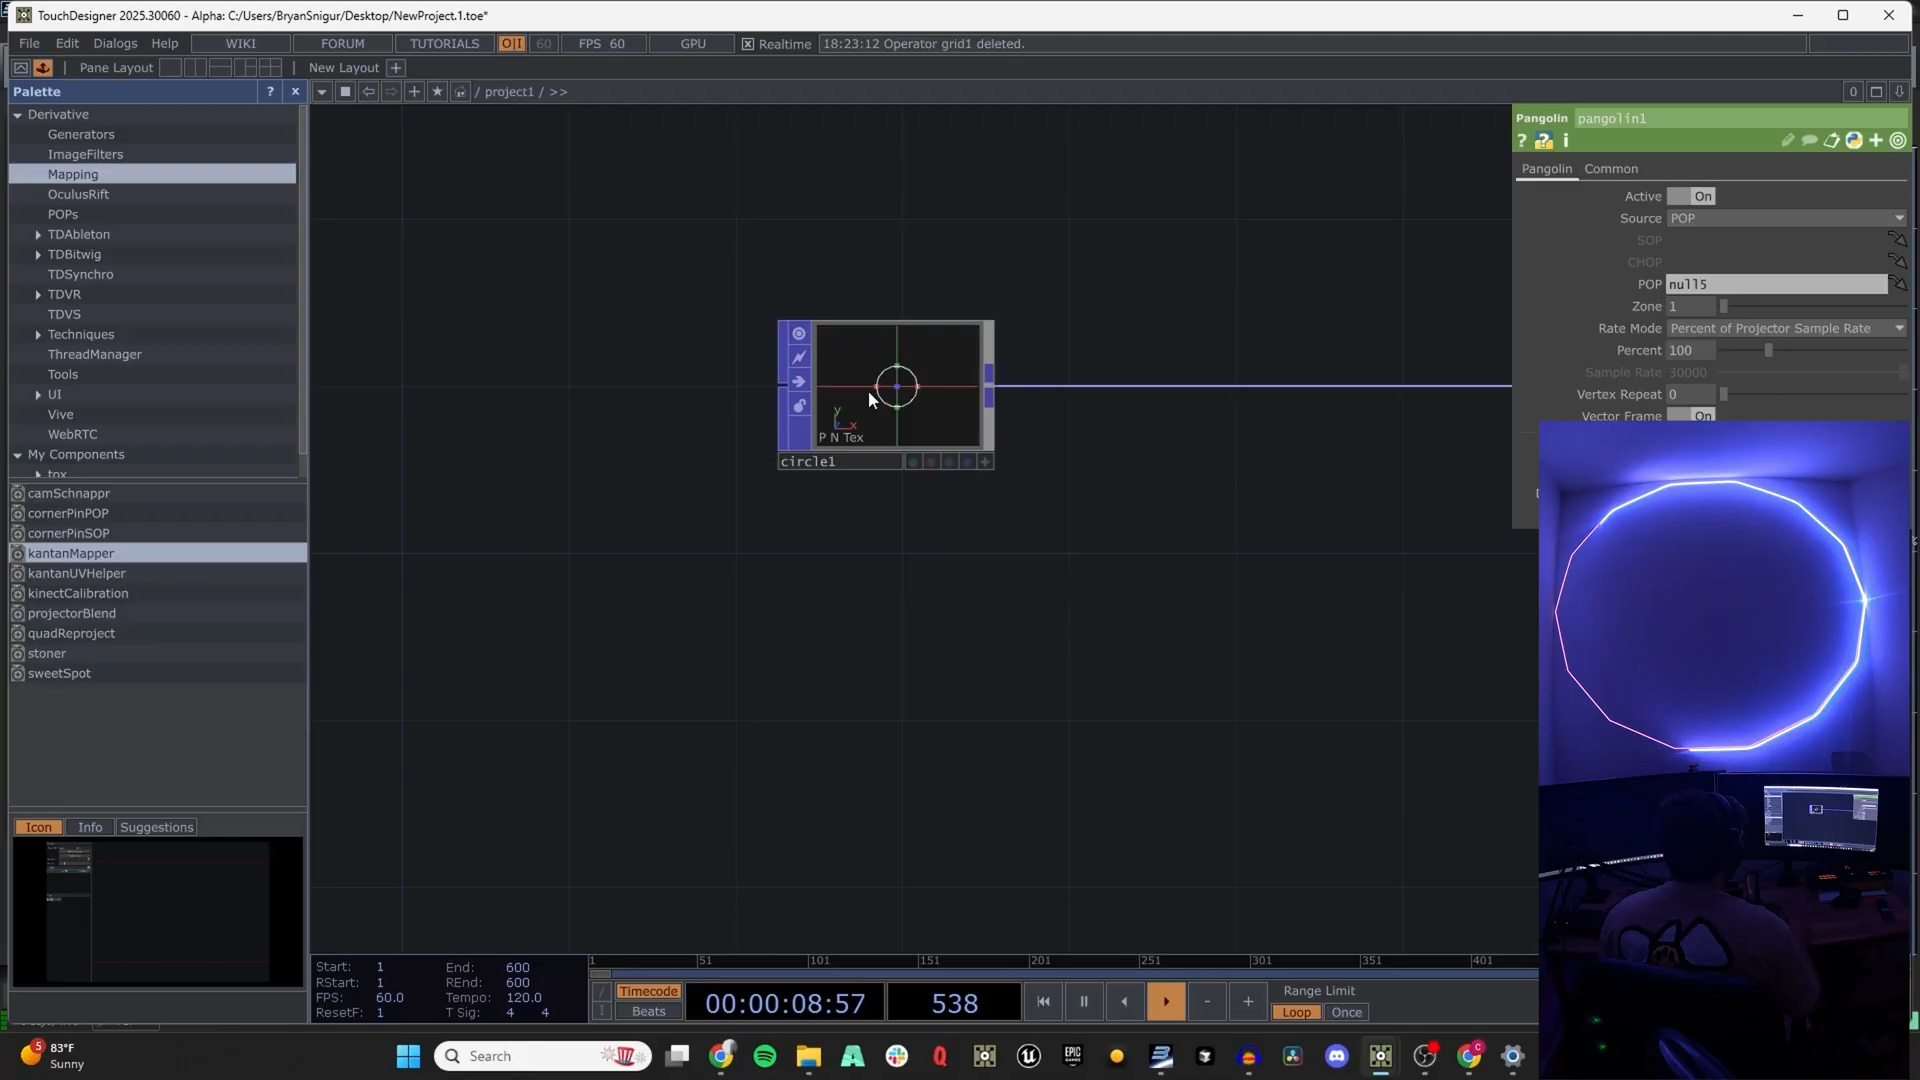 TouchDesigner 2025.30060 - Alpha: C:/Users/BryanSnigur/Desktop/NewProject.1.toe*
File Edit Dialogs Help WIKI FORUM TUTORIALS O|I 60 FPS 60 GPU Realtime 18:23:12 Operator grid1 deleted.
Pane Layout New Layout +
Palette ? x
/ project1 / >>
0
Derivative
Generators
ImageFilters
Mapping
OculusRift
POPs
TDAbleton
TDBitwig
TDSynchro
TDVR
TDVS
Techniques
ThreadManager
Tools
UI
Vive
WebRTC
My Components
tox
camSchnappr
cornerPinPOP
cornerPinSOP
kantanMapper
kantanUVHelper
kinectCalibration
projectorBlend
quadReproject
stoner
sweetSpot
Icon Info Suggestions
y
x
P N Tex
circle1
Pangolin pangolin1
? ? i
Pangolin Common
Active On
Source POP
SOP
CHOP
POP null5
Zone 1
Rate Mode Percent of Projector Sample Rate
Percent 100
Sample Rate 30000
Vertex Repeat 0
Vector Frame On
1 51 101 151 201 251 301 351 401
Start: 1 End: 600
RStart: 1 REnd: 600
FPS: 60.0 Tempo: 120.0
ResetF: 1 T Sig: 4 4
Timecode
Beats
00:00:08:57
538
- +
Range Limit
Loop Once
5
83°F
Sunny
Search